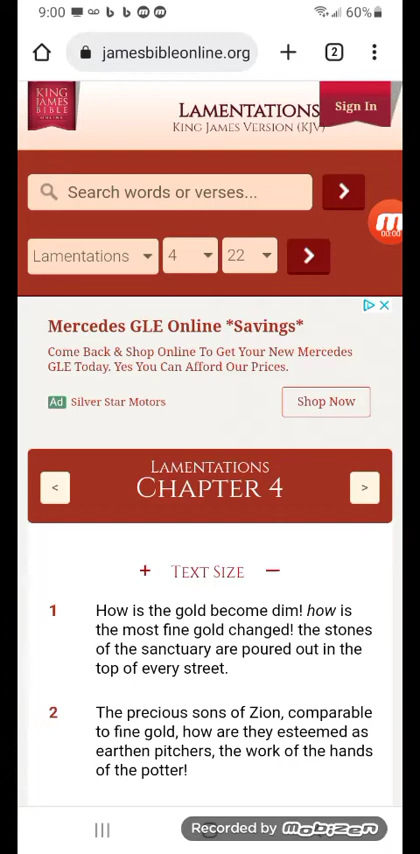 9:00
60%
jamesbibleonline.org
2
KING
JAMES
BIBLE
ONLINE
LAMENTATIONS
KING JAMES VERSION (KJV)
Sign In
Search words or verses...
00:00
Lamentations 4 22
Mercedes GLE Online *Savings*
Come Back & Shop Online To Get Your New Mercedes
GLE Today. Yes You Can Afford Our Prices.
Ad Silver Star Motors
Shop Now
LAMENTATIONS
< CHAPTER 4 >
+ TEXT SIZE −
1 How is the gold become dim! how is
the most fine gold changed! the stones
of the sanctuary are poured out in the
top of every street.
2 The precious sons of Zion, comparable
to fine gold, how are they esteemed as
earthen pitchers, the work of the hands
of the potter!
Recorded by mobizen